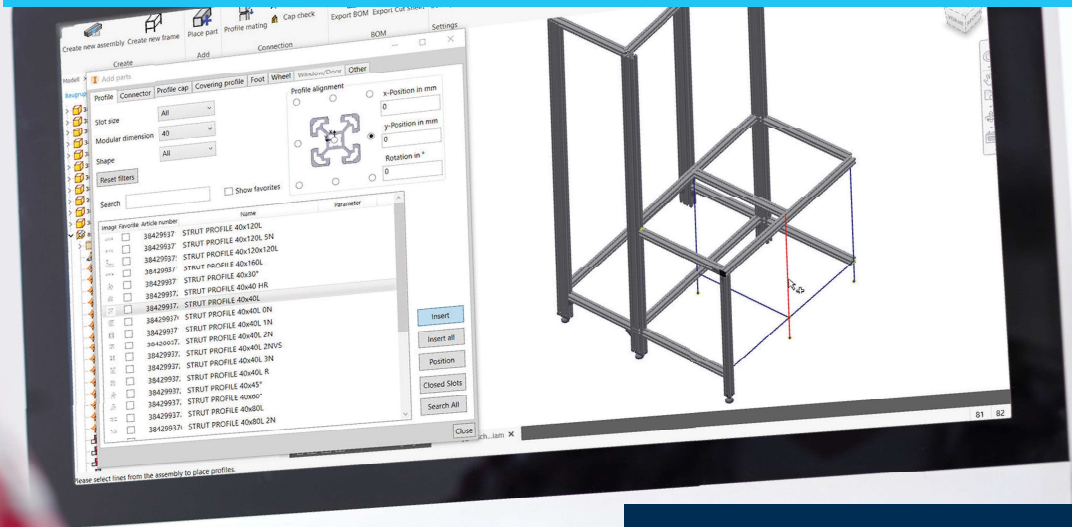 Create new assembly
Create new frame
Place part
Profile mating
Cap check
Export BOM
Export Cut Sheet
Settings
Create
Add
Connection
BOM
Modell
Add parts
Profile
Connector
Profile cap
Covering profile
Foot
Wheel
Window/Door
Other
Slot size
All
Modular dimension
40
Shape
All
Reset filters
Search
Show favorites
Profile alignment
x-Position in mm
0
y-Position in mm
0
Rotation in °
0
Image
Favorite
Article number
Name
Parameter
STRUT PROFILE 40x120L
STRUT PROFILE 40x120L SN
STRUT PROFILE 40x120x120L
STRUT PROFILE 40x160L
STRUT PROFILE 40x30°
STRUT PROFILE 40x40 HR
STRUT PROFILE 40x40L
STRUT PROFILE 40x40L 0N
STRUT PROFILE 40x40L 1N
STRUT PROFILE 40x40L 2N
STRUT PROFILE 40x40L 2NVS
STRUT PROFILE 40x40L 3N
STRUT PROFILE 40x40L R
STRUT PROFILE 40x45°
STRUT PROFILE 40x60°
STRUT PROFILE 40x80L
STRUT PROFILE 40x80L 2N
Insert
Insert all
Position
Closed Slots
Search All
Close
81 82
Please select lines from the assembly to place profiles.